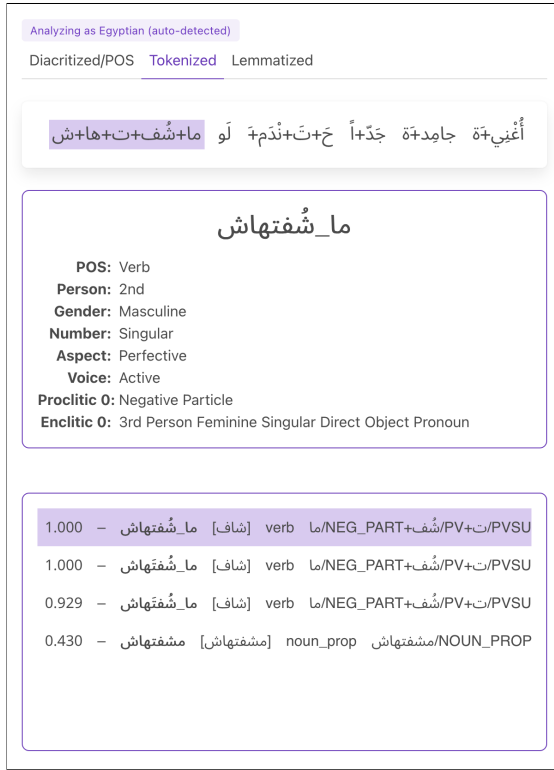 Analyzing as Egyptian (auto-detected)
Diacritized/POS Tokenized Lemmatized
أُغْنِي+َة جامِد+َة جَدّ+اً حَ+تَ+نْدَم+َ لَو ما+شُف+ت+ها+ش
ما_شُفتهاش
POS: Verb
Person: 2nd
Gender: Masculine
Number: Singular
Aspect: Perfective
Voice: Active
Proclitic 0: Negative Particle
Enclitic 0: 3rd Person Feminine Singular Direct Object Pronoun
1.000 – ما_شُفتهاش [شاف] verb ما/NEG_PART+شُف/PV+ت/PVSU
1.000 – ما_شُفتَهاش [شاف] verb ما/NEG_PART+شُف/PV+ت/PVSU
0.929 – ما_شُفتَهاش [شاف] verb ما/NEG_PART+شُف/PV+ت/PVSU
0.430 – مشفتهاش [مشفتهاش] noun_prop مشفتهاش/NOUN_PROP